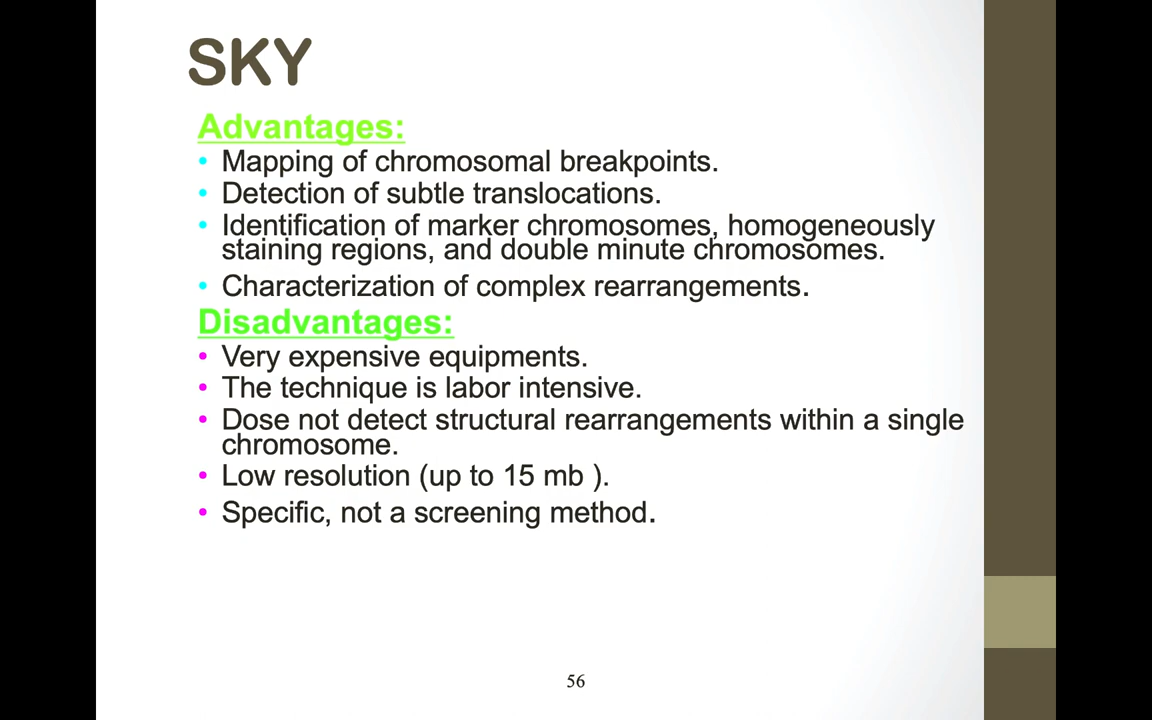 SKY
Advantages:
• Mapping of chromosomal breakpoints.
• Detection of subtle translocations.
• Identification of marker chromosomes, homogeneously
staining regions, and double minute chromosomes.
• Characterization of complex rearrangements.
Disadvantages:
• Very expensive equipments.
• The technique is labor intensive.
• Dose not detect structural rearrangements within a single
chromosome.
• Low resolution (up to 15 mb ).
• Specific, not a screening method.
56